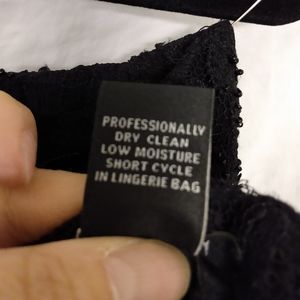 PROFESSIONALLY
DRY CLEAN
LOW MOISTURE
SHORT CYCLE
IN LINGERIE BAG